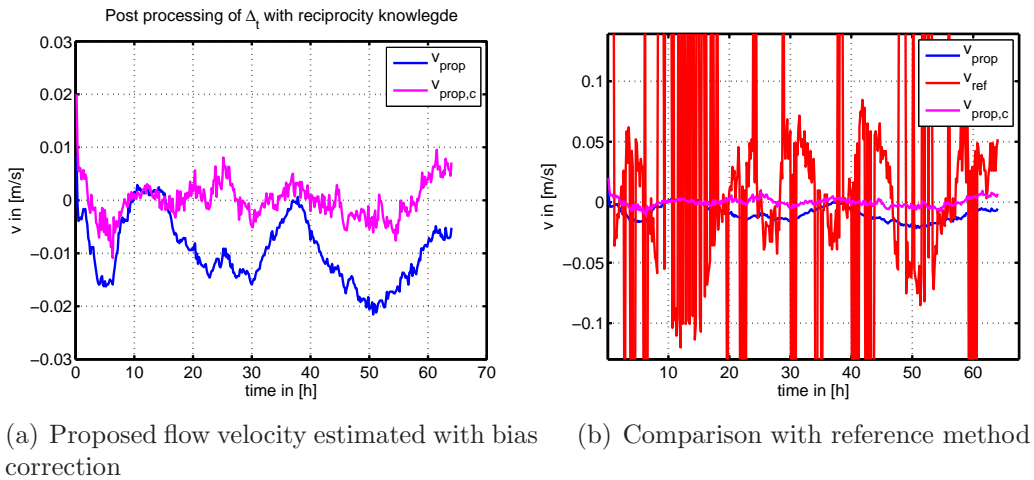 Post processing of Δt with reciprocity knowlegde
v in [m/s]
0.03
0.02
0.01
0
−0.01
−0.02
−0.03
0 10 20 30 40 50 60 70
time in [h]
vprop
vprop,c
v in [m/s]
0.1
0.05
0
−0.05
−0.1
10 20 30 40 50 60
time in [h]
vprop
vref
vprop,c
(a) Proposed flow velocity estimated with bias
correction
(b) Comparison with reference method